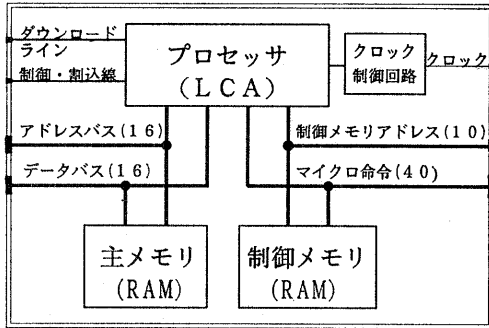 ダウンロード
ライン
制御・割込線
プロセッサ
(LCA)
クロック
制御回路
クロック
アドレスバス(16)
データバス(16)
制御メモリアドレス(10)
マイクロ命令(40)
主メモリ
(RAM)
制御メモリ
(RAM)